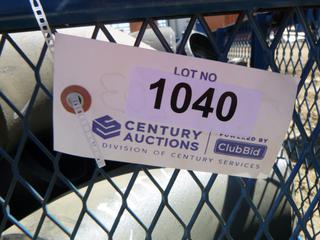 LOT NO
1040
CENTURY
AUCTIONS
DIVISION OF CENTURY SERVICES
POWERED BY
ClubBid